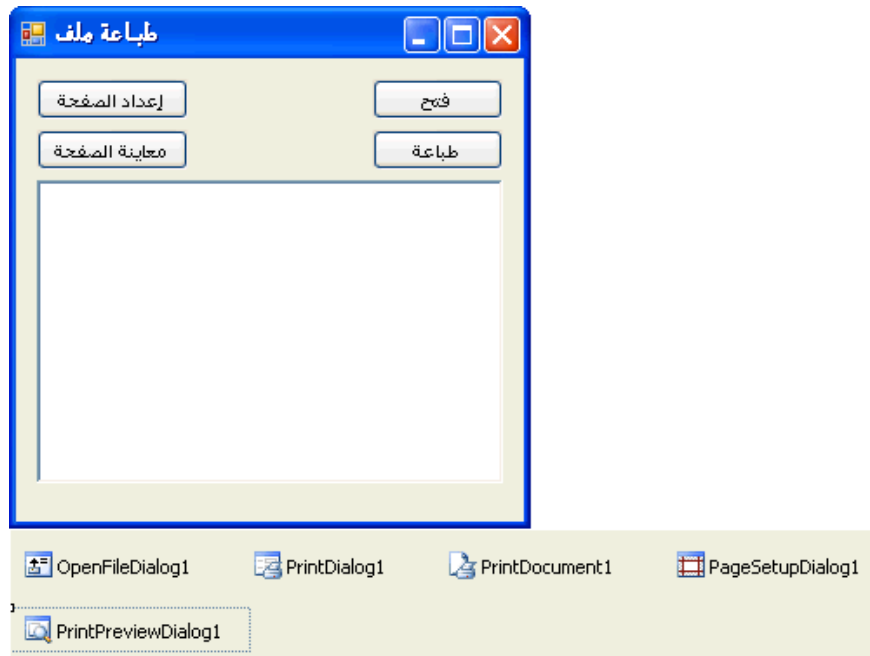 طباعة ملف
فتح
إعداد الصفحة
طباعة
معاينة الصفحة
OpenFileDialog1 PrintDialog1 PrintDocument1 PageSetupDialog1
PrintPreviewDialog1